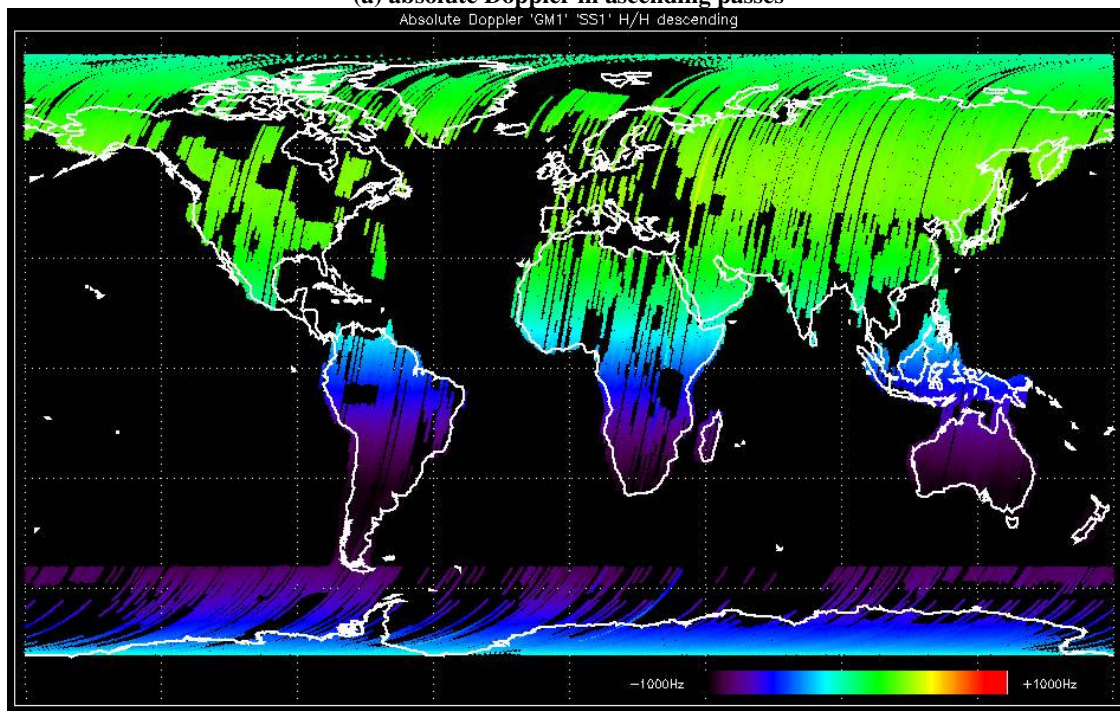 (a) absolute Doppler in ascending passes
Absolute Doppler 'GM1' 'SS1' H/H descending
-1000Hz
+1000Hz